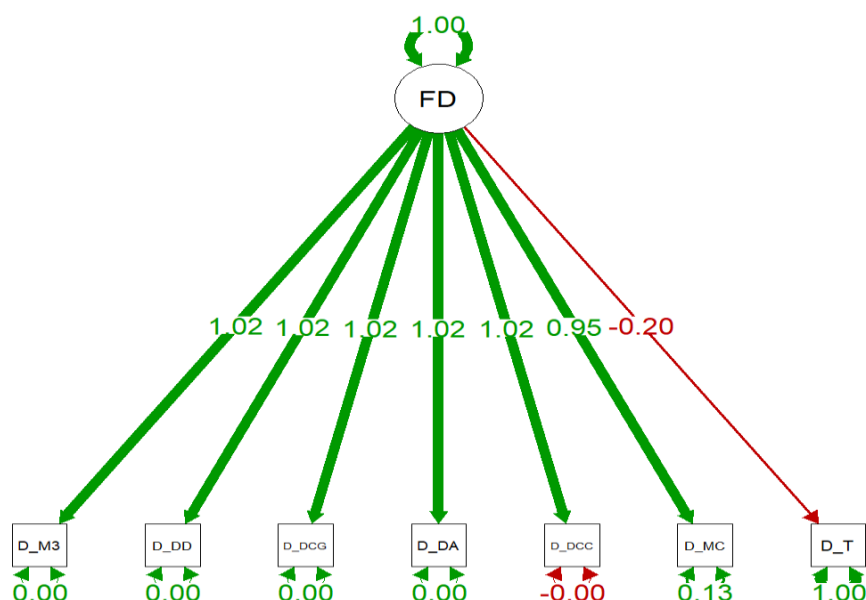 1.00
FD
1.02 1.02 1.02 1.02 1.02 0.95 -0.20
D_M3 D_DD D_DCG D_DA D_DCC D_MC D_T
0.00 0.00 0.00 0.00 -0.00 0.13 1.00